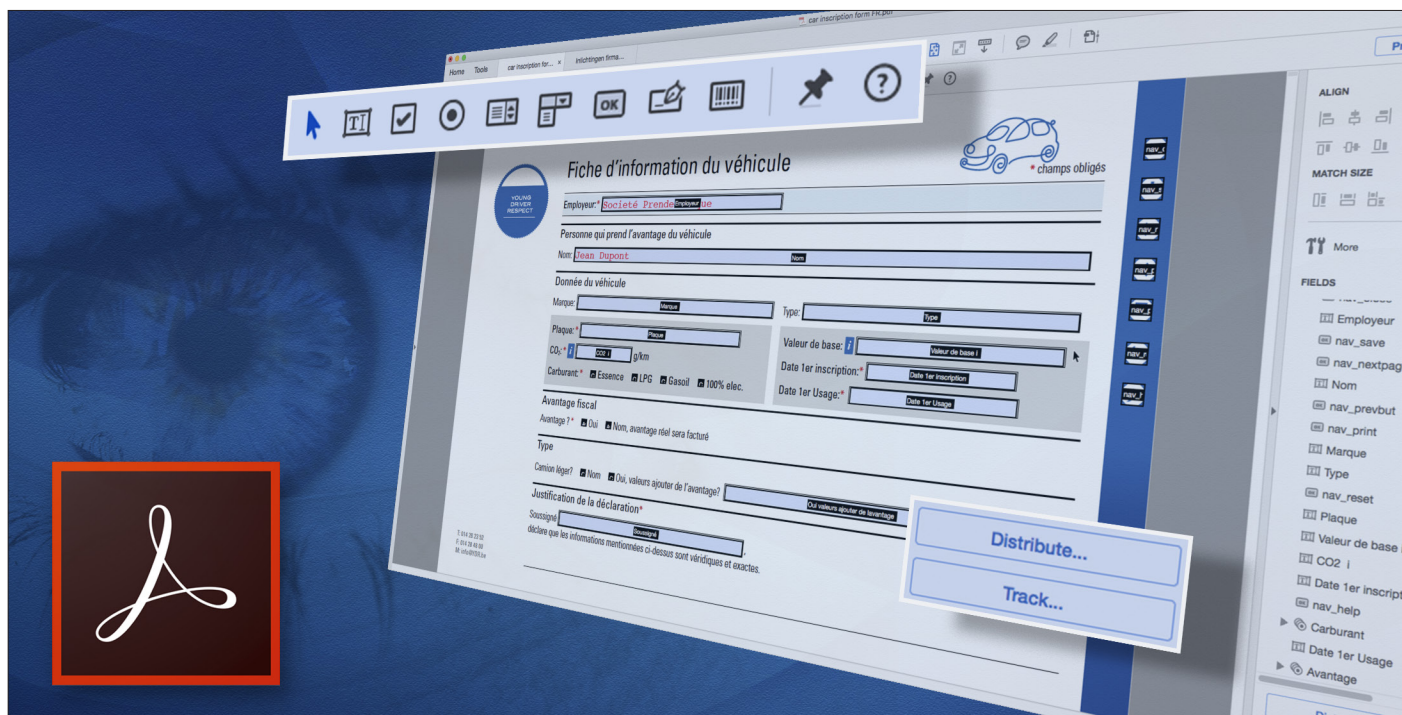 car inscription form FR.pdf
Home Tools car inscription for... × Inlichtingen firma...
OK
ALIGN
MATCH SIZE
More
FIELDS
Employeur
nav_save
nav_nextpag
Nom
nav_prevbut
nav_print
Marque
Type
nav_reset
Plaque
Valeur de base
CO2 i
Date 1er inscript
nav_help
Carburant
Date 1er Usage
Avantage
YOUNG
DRIVER
RESPECT
Fiche d'information du véhicule
* champs obligés
Employeur:* Societé Prende Employeur ue
Personne qui prend l'avantage du véhicule
Nom: Jean Dupont Nom
Donnée du véhicule
Marque: Marque Type: Type
Plaque:* Plaque Valeur de base: i Valeur de base i
CO₂:* i CO2 i g/km Date 1er inscription:* Date 1er Inscription
Carburant:* Essence LPG Gasoil 100% elec. Date 1er Usage:* Date 1er Usage
Avantage fiscal
Avantage ? * Oui Nom, avantage réel sera facturé
Type
Camion léger? Nom Oui, valeurs ajouter de l'avantage? Oui valeurs ajouter de lavantage
Justification de la déclaration*
Soussigné Soussigné ,
déclare que les informations mentionnées ci-dessus sont véridiques et exactes.
Distribute...
Track...